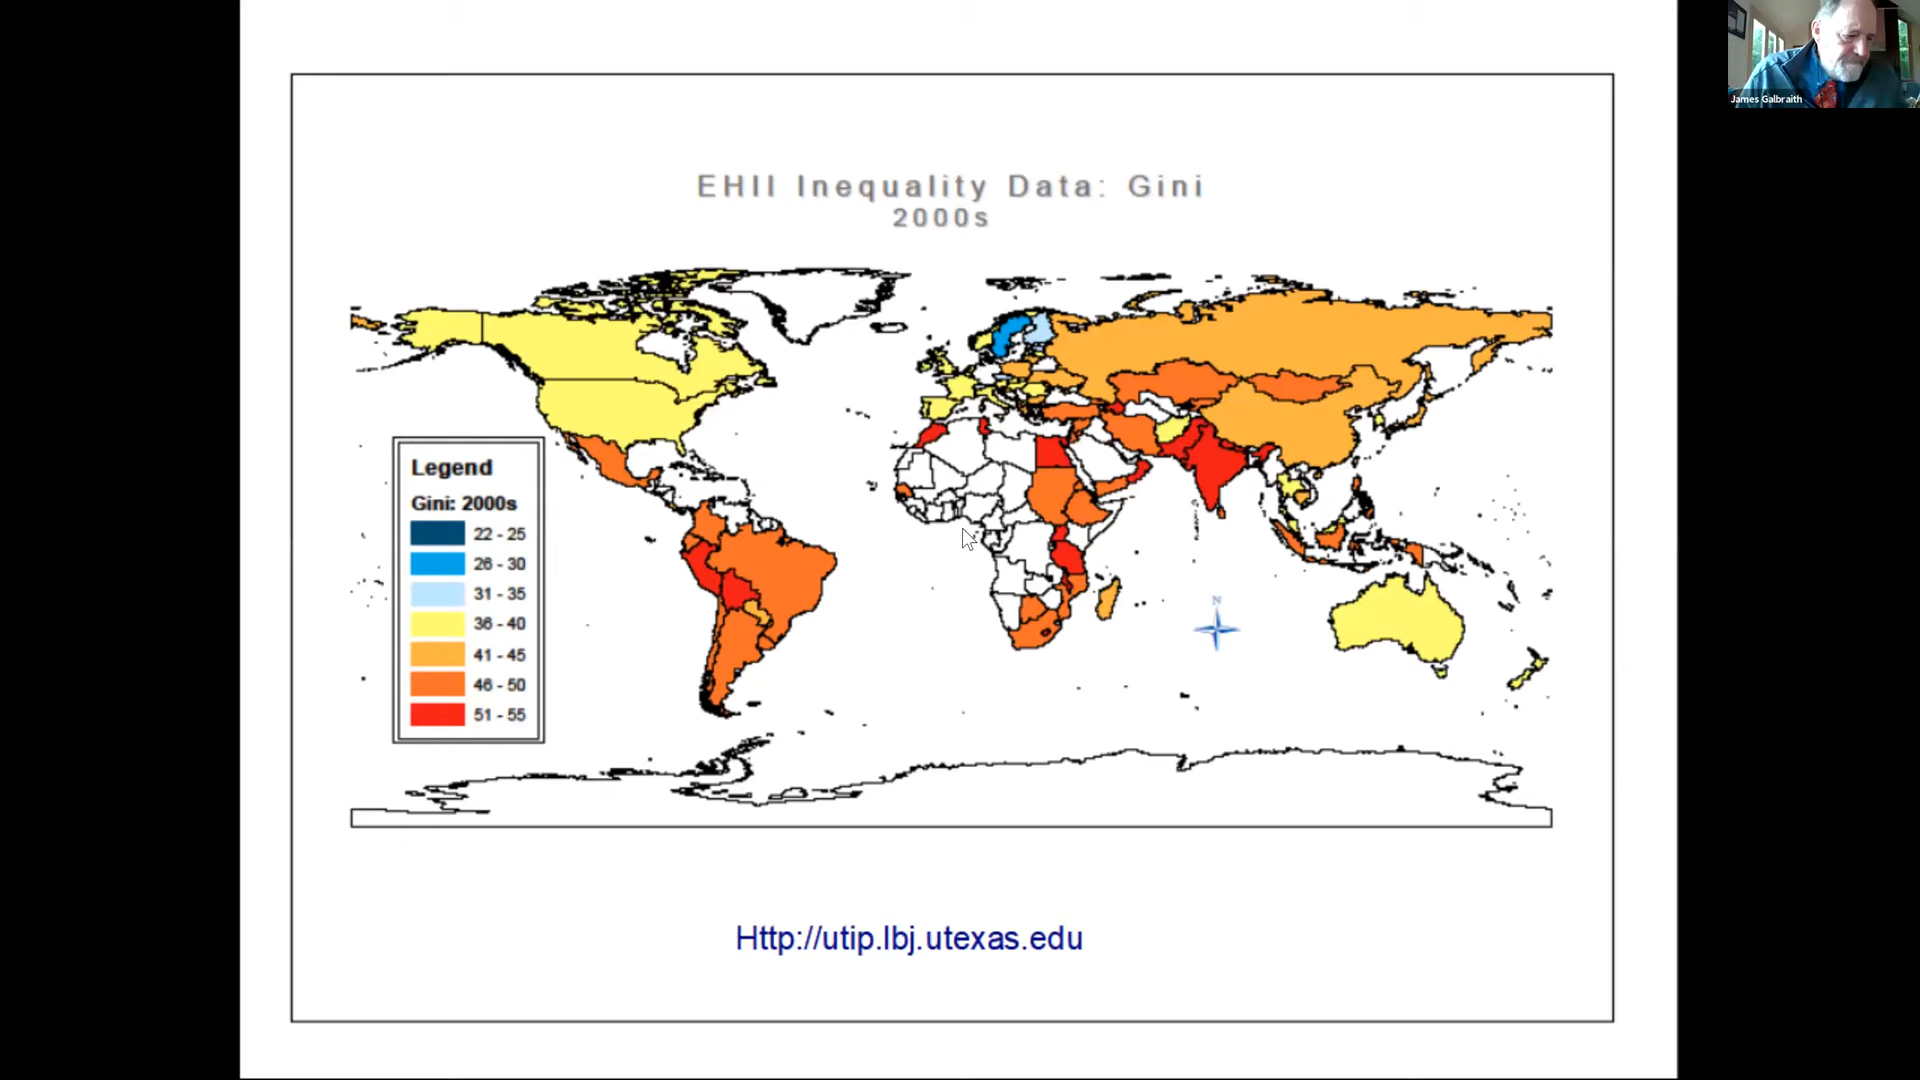 James Galbraith
EHII Inequality Data: Gini
2000s
Legend
Gini: 2000s
22 - 25
26 - 30
31 - 35
36 - 40
41 - 45
46 - 50
51 - 55
N
Http://utip.lbj.utexas.edu